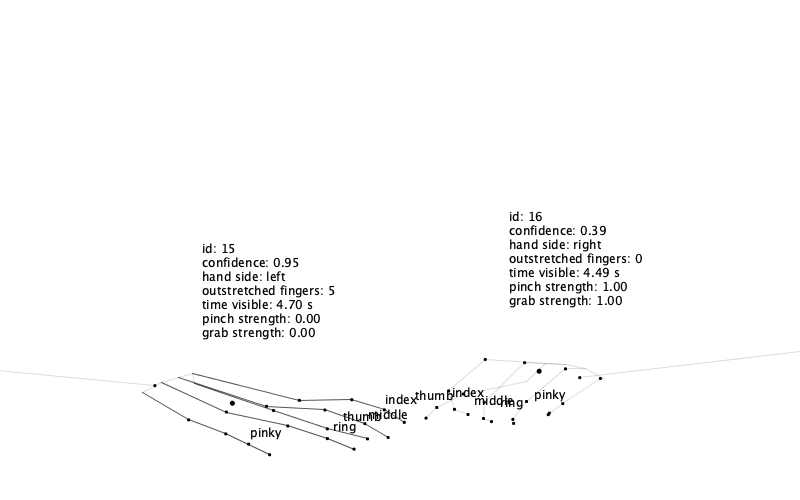 id: 16
confidence: 0.39
hand side: right
outstretched fingers: 0
time visible: 4.49 s
pinch strength: 1.00
grab strength: 1.00
id: 15
confidence: 0.95
hand side: left
outstretched fingers: 5
time visible: 4.70 s
pinch strength: 0.00
grab strength: 0.00
index
thumb
index
pinky
middle
ring
thumb
middle
ring
pinky